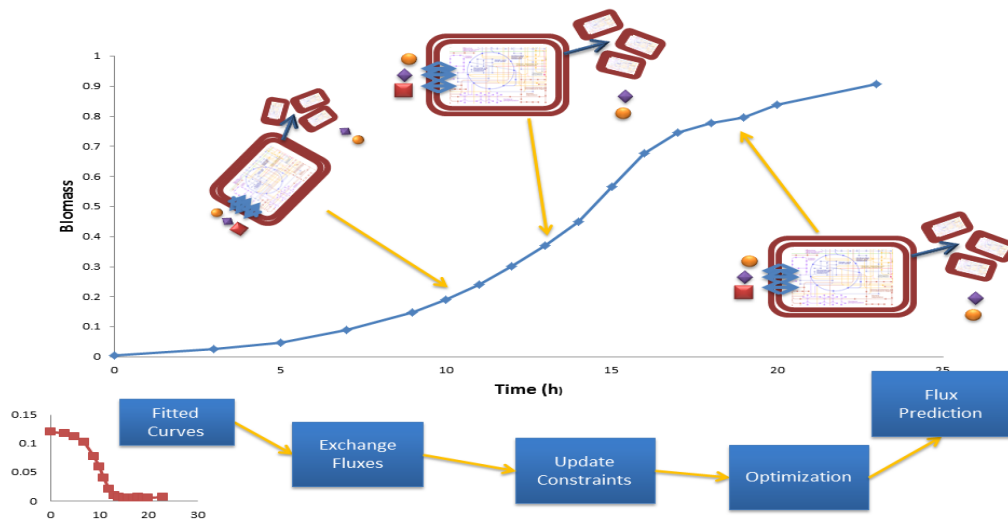 1
0.9
0.8
0.7
0.6
0.5
0.4
0.3
0.2
0.1
0
Biomass
0 5 10 15 20 25
Time (h)
0.15
0.1
0.05
0
0 10 20 30
Fitted
Curves
Exchange
Fluxes
Update
Constraints
Optimization
Flux
Prediction